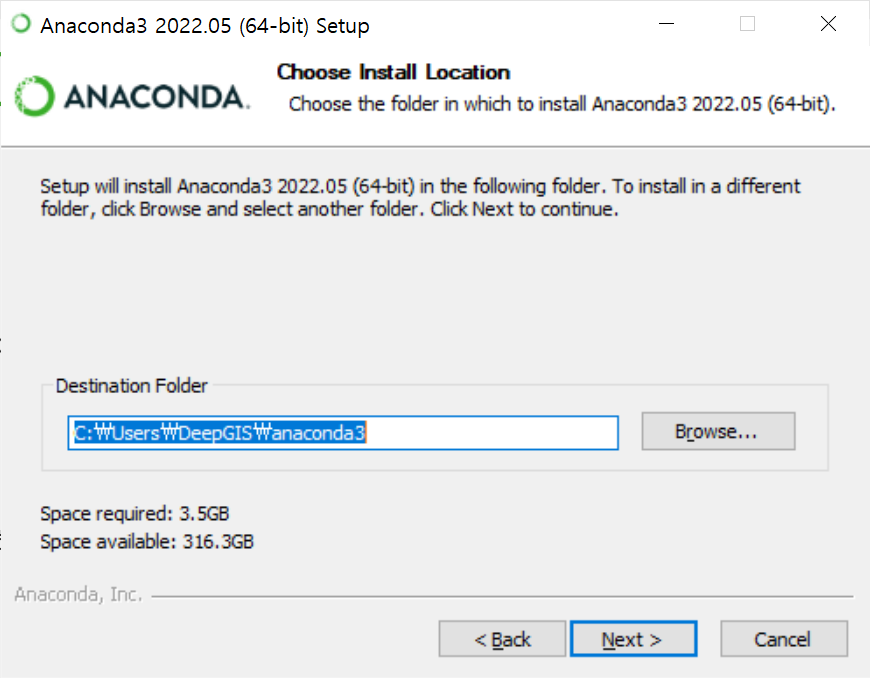 Anaconda3 2022.05 (64-bit) Setup
ANACONDA.
Choose Install Location
Choose the folder in which to install Anaconda3 2022.05 (64-bit).
Setup will install Anaconda3 2022.05 (64-bit) in the following folder. To install in a different
folder, click Browse and select another folder. Click Next to continue.
Destination Folder
C:₩Users₩DeepGIS₩anaconda3
Browse...
Space required: 3.5GB
Space available: 316.3GB
Anaconda, Inc.
< Back
Next >
Cancel